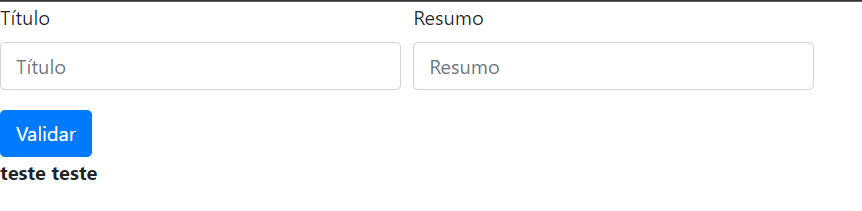 Título Resumo
Título Resumo
Validar
teste teste